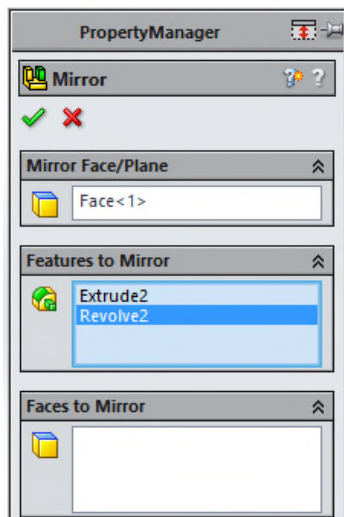 PropertyManager
Mirror
Mirror Face/Plane
Face<1>
Features to Mirror
Extrude2
Revolve2
Faces to Mirror